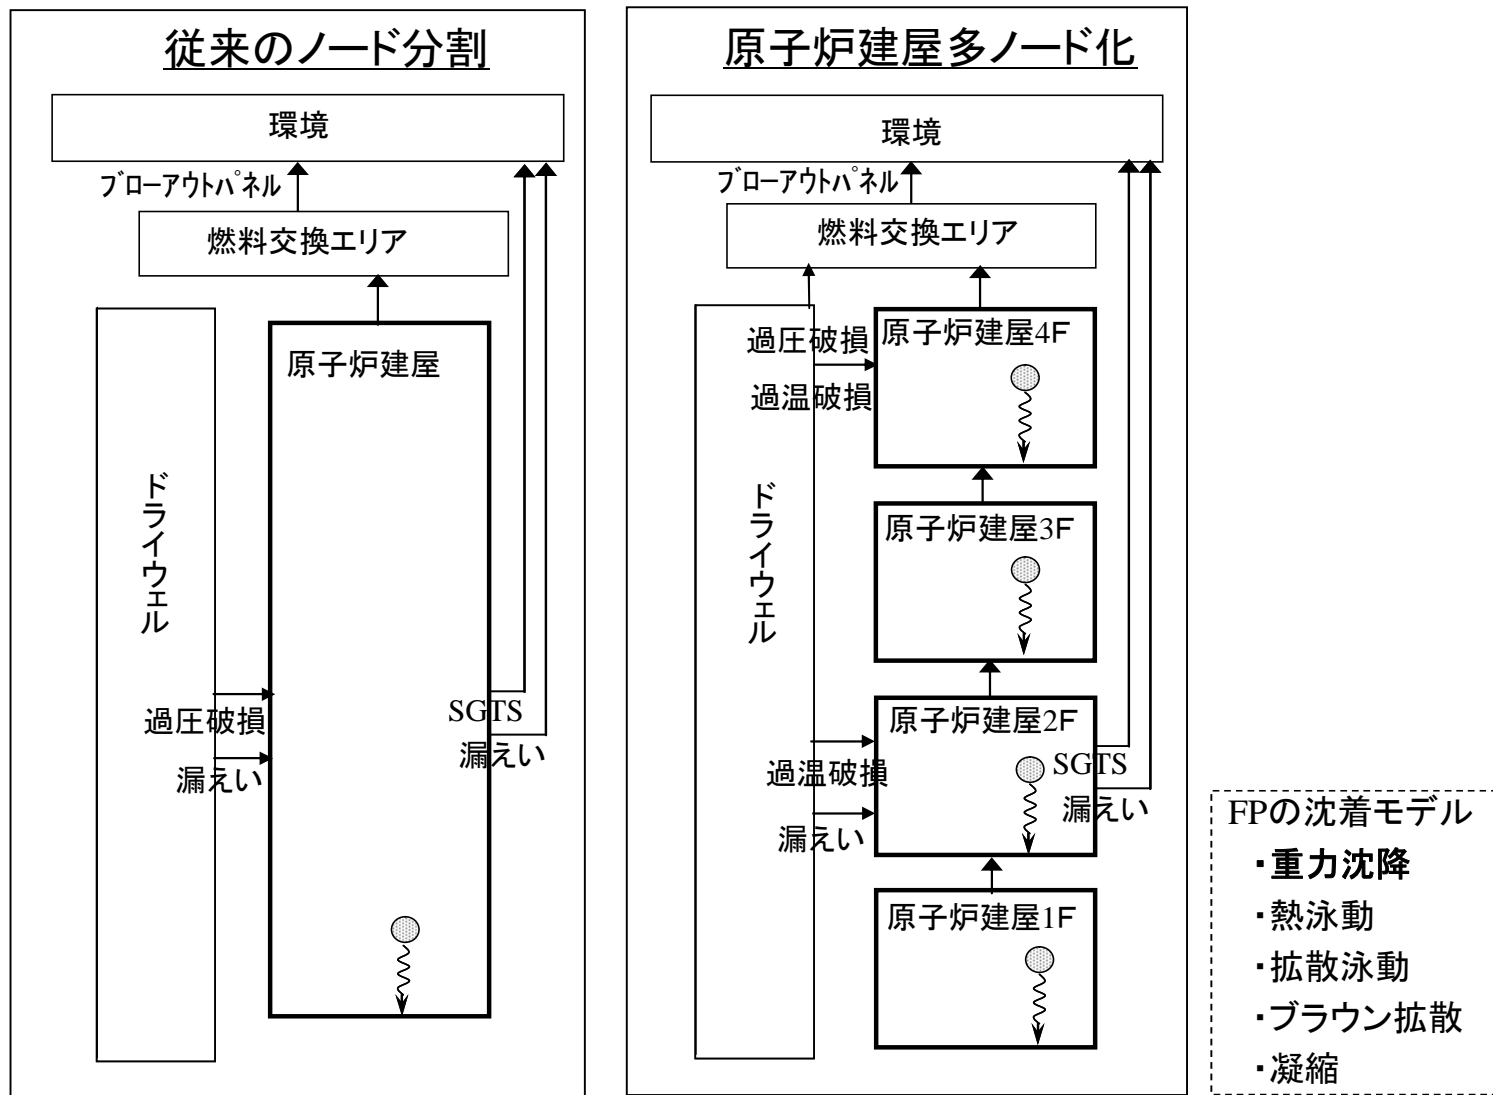 従来のノード分割
環境
ブローアウトパネル
燃料交換エリア
原子炉建屋
ドライウェル
過圧破損
漏えい
SGTS
漏えい
原子炉建屋多ノード化
環境
ブローアウトパネル
燃料交換エリア
過圧破損
過温破損
原子炉建屋4F
原子炉建屋3F
ドライウェル
原子炉建屋2F
過温破損
漏えい
SGTS
漏えい
原子炉建屋1F
FPの沈着モデル
・重力沈降
・熱泳動
・拡散泳動
・ブラウン拡散
・凝縮